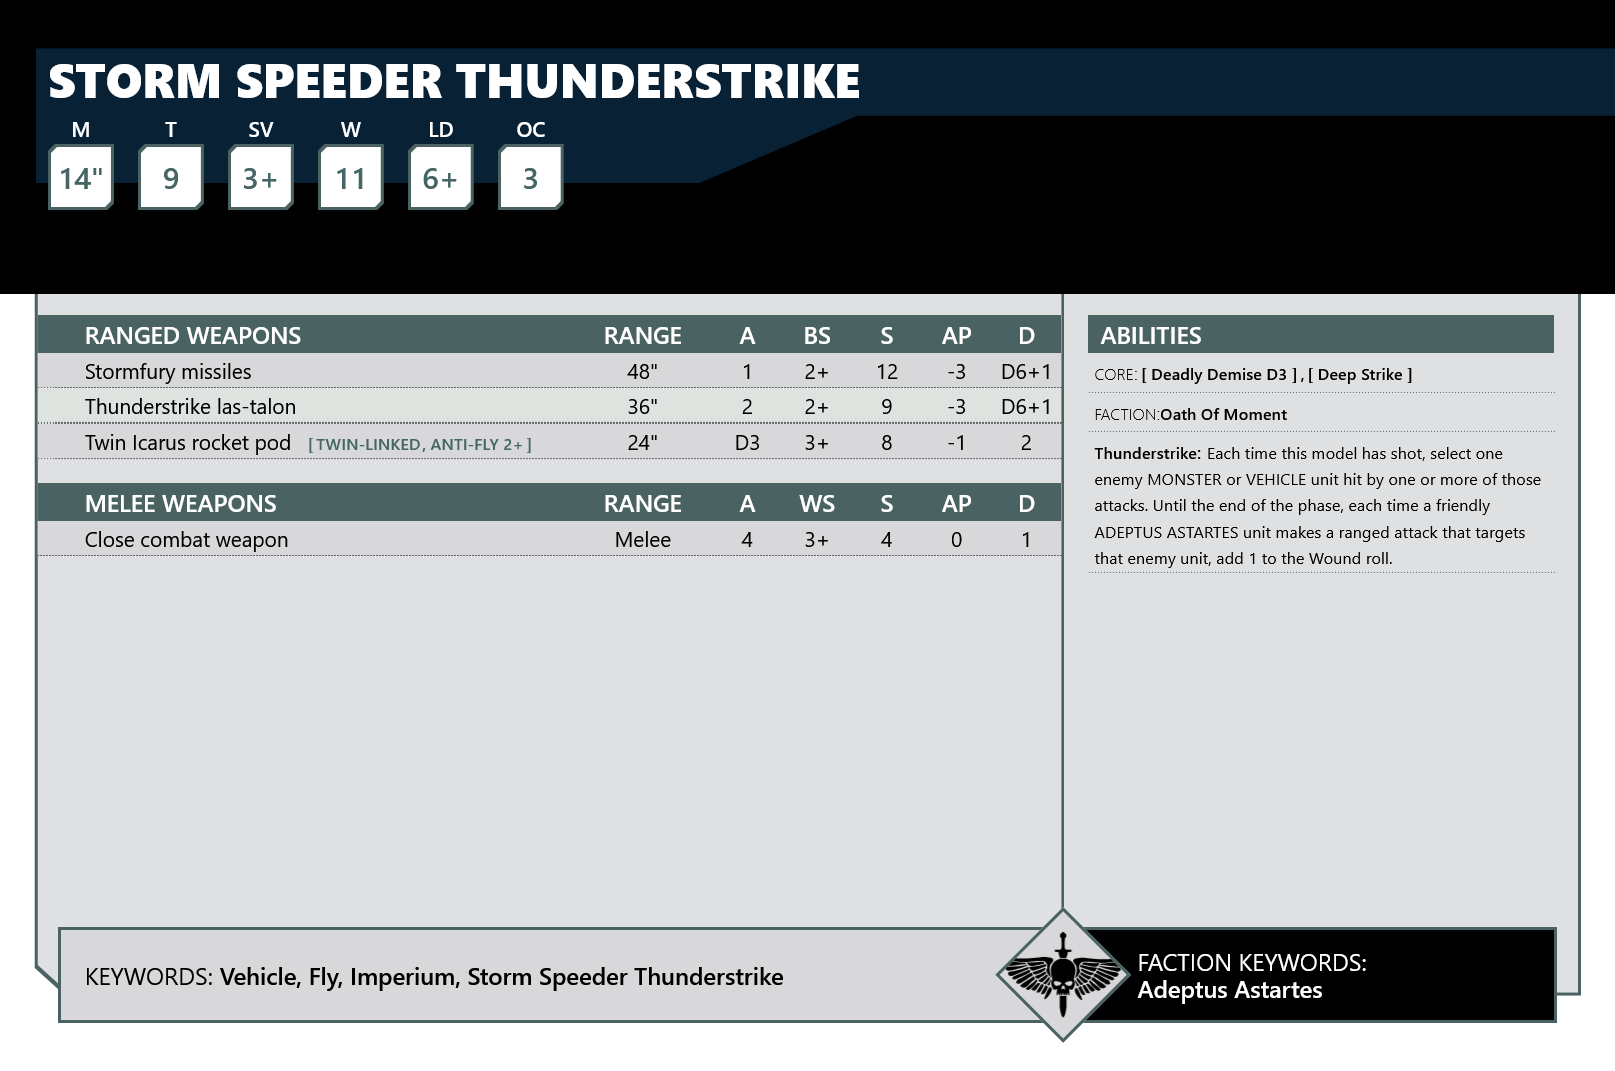 STORM SPEEDER THUNDERSTRIKE
M T SV W LD OC
14" 9 3+ 11 6+ 3
RANGED WEAPONS RANGE A BS S AP D
Stormfury missiles 48" 1 2+ 12 -3 D6+1
Thunderstrike las-talon 36" 2 2+ 9 -3 D6+1
Twin Icarus rocket pod [ TWIN-LINKED, ANTI-FLY 2+ ] 24" D3 3+ 8 -1 2
MELEE WEAPONS RANGE A WS S AP D
Close combat weapon Melee 4 3+ 4 0 1
ABILITIES
CORE: [ Deadly Demise D3 ] , [ Deep Strike ]
FACTION:Oath Of Moment
Thunderstrike: Each time this model has shot, select one
enemy MONSTER or VEHICLE unit hit by one or more of those
attacks. Until the end of the phase, each time a friendly
ADEPTUS ASTARTES unit makes a ranged attack that targets
that enemy unit, add 1 to the Wound roll.
KEYWORDS: Vehicle, Fly, Imperium, Storm Speeder Thunderstrike
FACTION KEYWORDS:
Adeptus Astartes